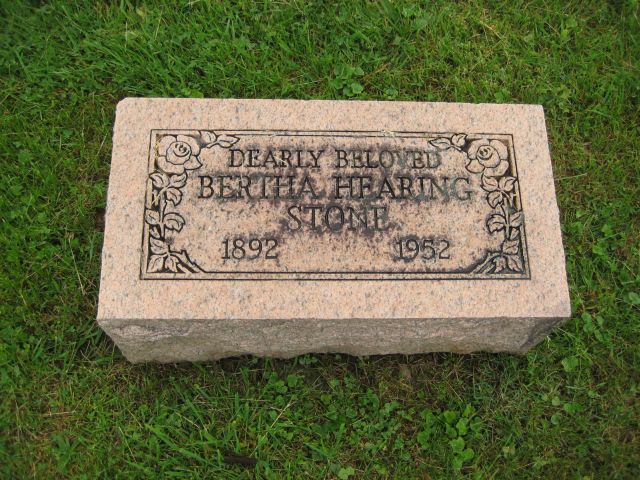 DEARLY BELOVED
BERTHA HEARING
STONE
1892 1952